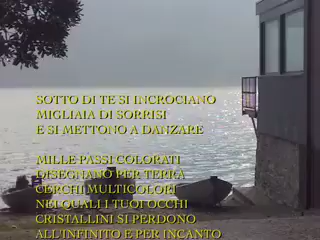 SOTTO DI TE SI INCROCIANO
MIGLIAIA DI SORRISI
E SI METTONO A DANZARE
MILLE PASSI COLORATI
DISEGNANO PER TERRA
CERCHI MULTICOLORI
NEI QUALI I TUOI OCCHI
CRISTALLINI SI PERDONO
ALL'INFINITO E PER INCANTO